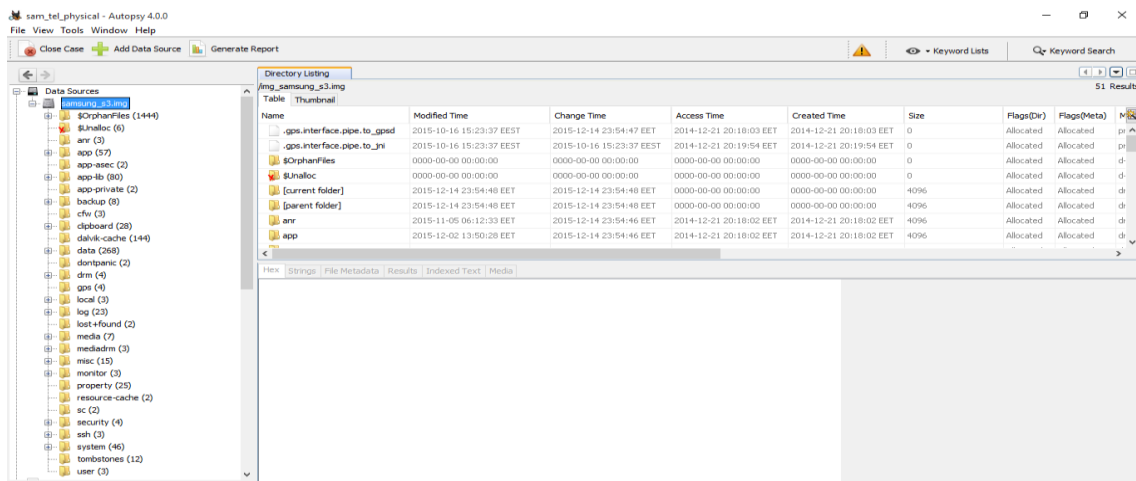 sam_tel_physical - Autopsy 4.0.0
File View Tools Window Help
Close Case Add Data Source Generate Report Keyword Lists Keyword Search
Data Sources
samsung_s3.img
$OrphanFiles (1444)
$Unalloc (6)
anr (3)
app (57)
app-asec (2)
app-lib (80)
app-private (2)
backup (8)
cfw (3)
clipboard (28)
dalvik-cache (144)
data (268)
dontpanic (2)
drm (4)
gps (4)
local (3)
log (23)
lost+found (2)
media (7)
mediadrm (3)
misc (15)
monitor (3)
property (25)
resource-cache (2)
sc (2)
security (4)
ssh (3)
system (46)
tombstones (12)
user (3)
Directory Listing
/img_samsung_s3.img 51 Results
Table Thumbnail
Name Modified Time Change Time Access Time Created Time Size Flags(Dir) Flags(Meta)
.gps.interface.pipe.to_gpsd 2015-10-16 15:23:37 EEST 2015-12-14 23:54:47 EET 2014-12-21 20:18:03 EET 2014-12-21 20:18:03 EET 0 Allocated Allocated
.gps.interface.pipe.to_jni 2015-10-16 15:23:37 EEST 2015-10-16 15:23:37 EEST 2014-12-21 20:19:54 EET 2014-12-21 20:19:54 EET 0 Allocated Allocated
$OrphanFiles 0000-00-00 00:00:00 0000-00-00 00:00:00 0000-00-00 00:00:00 0000-00-00 00:00:00 0 Allocated Allocated
$Unalloc 0000-00-00 00:00:00 0000-00-00 00:00:00 0000-00-00 00:00:00 0000-00-00 00:00:00 0 Allocated Allocated
[current folder] 2015-12-14 23:54:48 EET 2015-12-14 23:54:48 EET 0000-00-00 00:00:00 0000-00-00 00:00:00 4096 Allocated Allocated
[parent folder] 2015-12-14 23:54:48 EET 2015-12-14 23:54:48 EET 0000-00-00 00:00:00 0000-00-00 00:00:00 4096 Allocated Allocated
anr 2015-11-05 06:12:33 EET 2015-12-14 23:54:46 EET 2014-12-21 20:18:02 EET 2014-12-21 20:18:02 EET 4096 Allocated Allocated
app 2015-12-02 13:50:28 EET 2015-12-14 23:54:46 EET 2014-12-21 20:18:02 EET 2014-12-21 20:18:02 EET 4096 Allocated Allocated
Hex Strings File Metadata Results Indexed Text Media